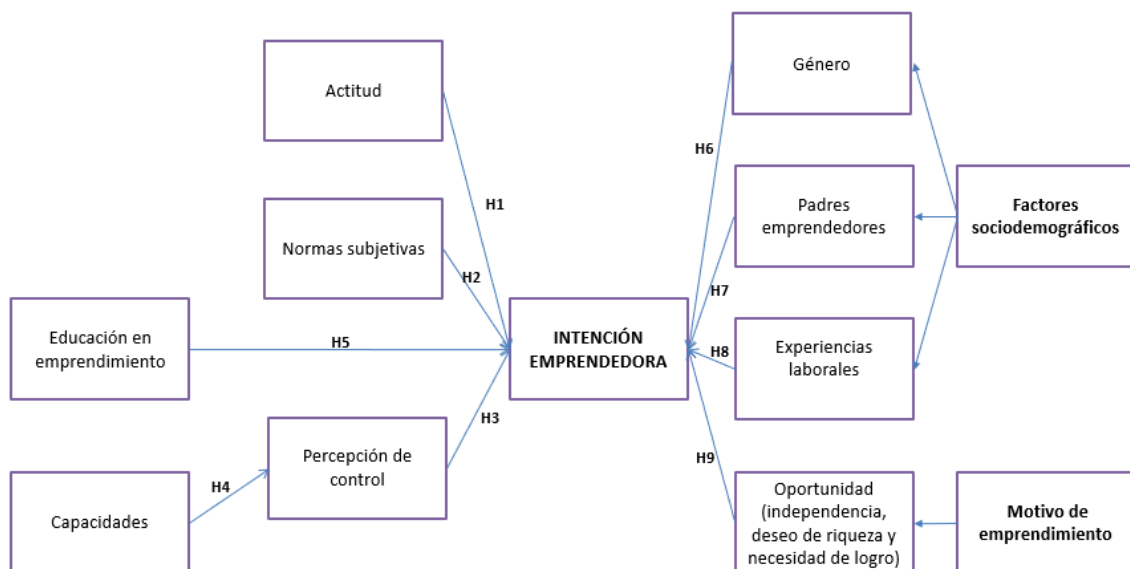 Actitud
Género
H6
H1
Normas subjetivas
Padres
emprendedores
Factores
sociodemográficos
H2
H7
Educación en
emprendimiento
H5
INTENCIÓN
EMPRENDEDORA
H8
Experiencias
laborales
H3
Percepción de
control
H4
H9
Capacidades
Oportunidad
(independencia,
deseo de riqueza y
necesidad de logro)
Motivo de
emprendimiento